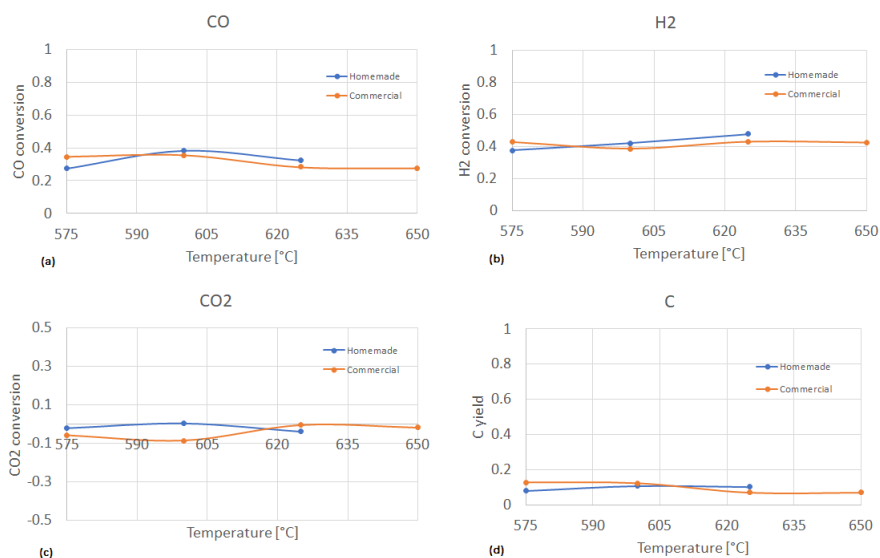 CO
CO conversion
1
0.8
0.6
0.4
0.2
0
575 590 605 620 635 650
Temperature [°C]
Homemade
Commercial
(a)
H2
H2 conversion
1
0.8
0.6
0.4
0.2
0
575 590 605 620 635 650
Temperature [°C]
Homemade
Commercial
(b)
CO2
CO2 conversion
0.5
0.3
0.1
-0.1
-0.3
-0.5
575 590 605 620 635 650
Temperature [°C]
Homemade
Commercial
(c)
C
C yield
1
0.8
0.6
0.4
0.2
0
575 590 605 620 635 650
Temperature [°C]
Homemade
Commercial
(d)